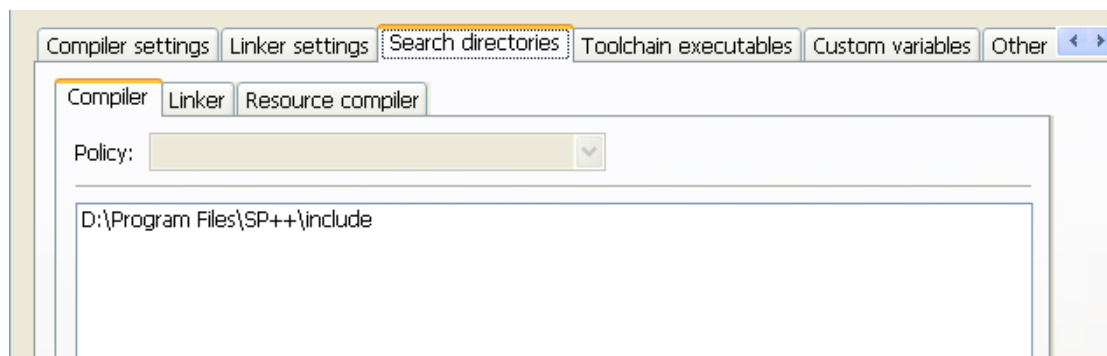 Compiler settings Linker settings Search directories Toolchain executables Custom variables Other
Compiler Linker Resource compiler
Policy:
D:\Program Files\SP++\include